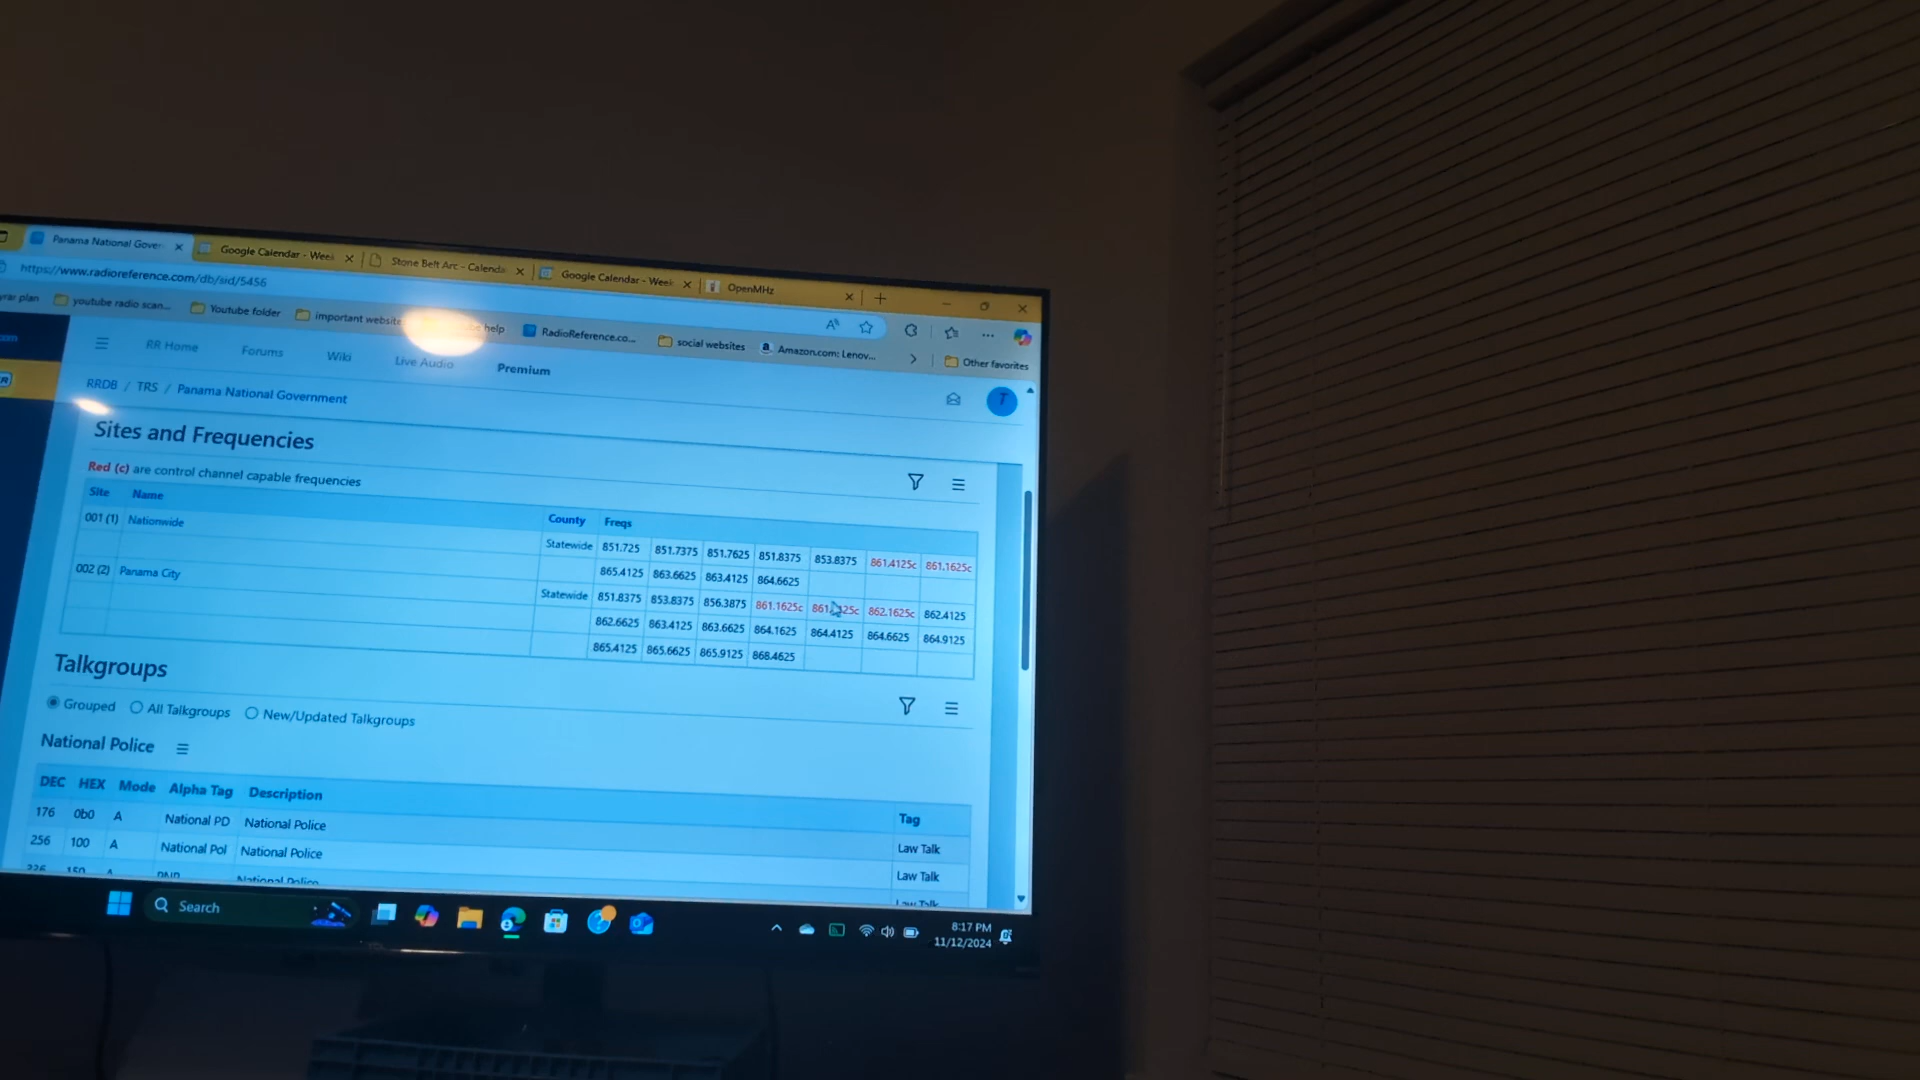 Panama National Gover
Google Calendar - Week
Stone Belt Arc - Calenda
Google Calendar - Week
OpenMHz
https://www.radioreference.com/db/sid/5456
plan
youtube radio scan...
Youtube folder
important website
help
RadioReference.co...
social websites
Amazon.com: Lenov...
Other favorites
RR Home
Forums
Wiki
Live Audio
Premium
RRDB / TRS / Panama National Government
T
Sites and Frequencies
Red (c) are control channel capable frequencies
Site Name County Freqs
001 (1) Nationwide Statewide 851.725 851.7375 851.7625 851.8375 853.8375 861.4125c 861.1625c
865.4125 863.6625 863.4125 864.6625
002 (2) Panama City Statewide 851.8375 853.8375 856.3875 861.1625c 862.1625c 862.4125
862.6625 863.4125 863.6625 864.1625 864.4125 864.6625 864.9125
865.4125 865.6625 865.9125 868.4625
Talkgroups
Grouped All Talkgroups New/Updated Talkgroups
National Police
DEC HEX Mode Alpha Tag Description Tag
176 0b0 A National PD National Police Law Talk
256 100 A National Pol National Police Law Talk
150 A PNP National Police Law Talk
Search
8:17 PM
11/12/2024